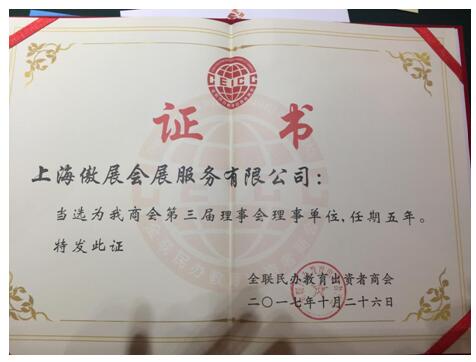 CEICC
证 书
上海傲展会展服务有限公司：
当选为我商会第三届理事会理事单位，任期五年。
特发此证
全联民办教育出资者商会
二〇一七年十月二十六日